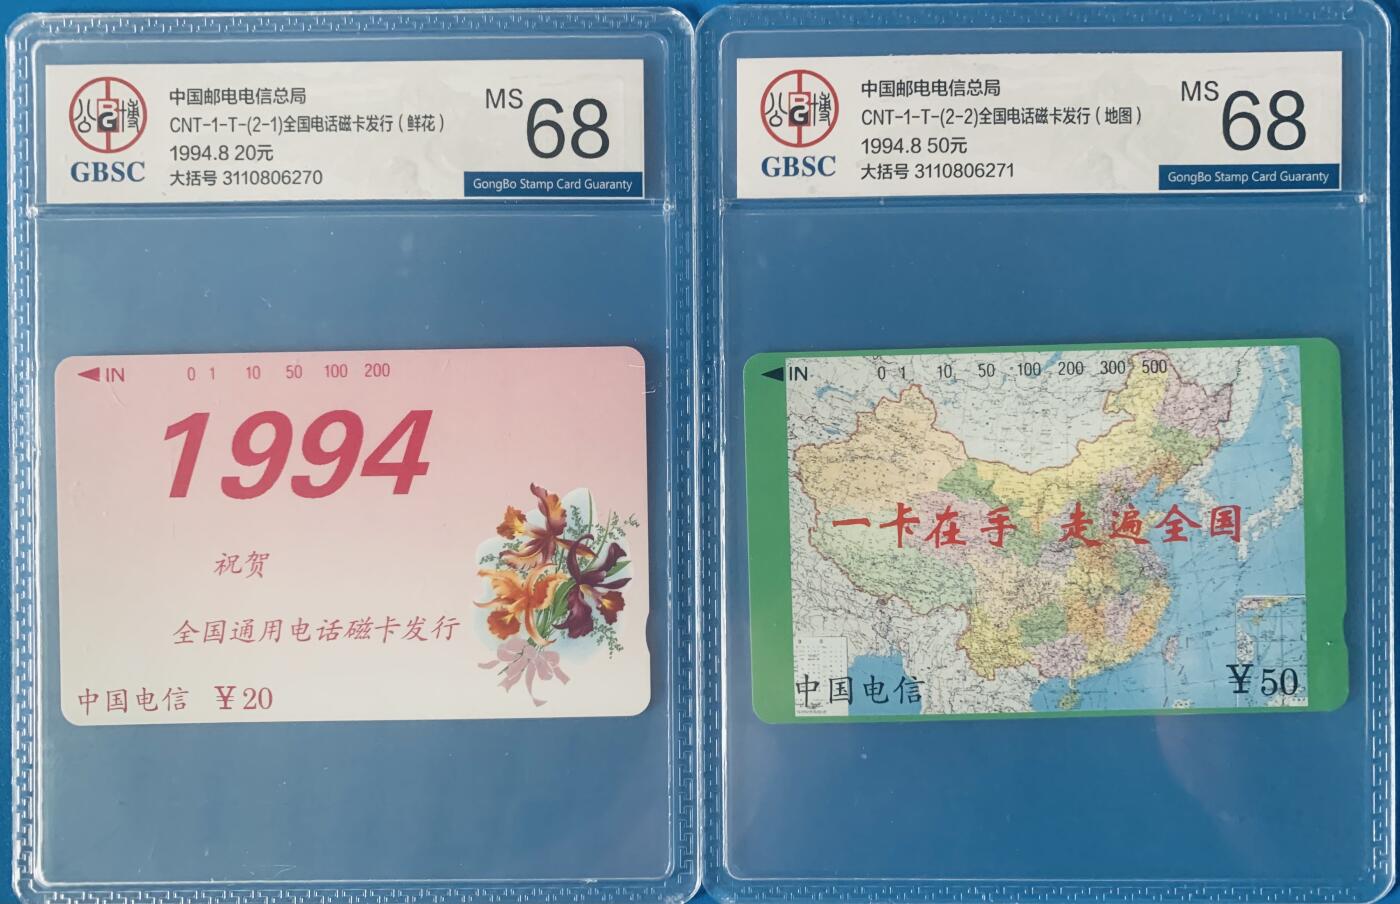 公 BG 博
GBSC
中国邮电电信总局
CNT-1-T-(2-1)全国电话磁卡发行(鲜花)
1994.8 20元
大括号 3110806270
MS 68
GongBo Stamp Card Guaranty
IN 0 1 10 50 100 200
1994
祝贺
全国通用电话磁卡发行
中国电信 ¥20
公 BG 博
GBSC
中国邮电电信总局
CNT-1-T-(2-2)全国电话磁卡发行(地图)
1994.8 50元
大括号 3110806271
MS 68
GongBo Stamp Card Guaranty
IN 0 1 10 50 100 200 300 500
一卡在手 走遍全国
中国电信 ¥50